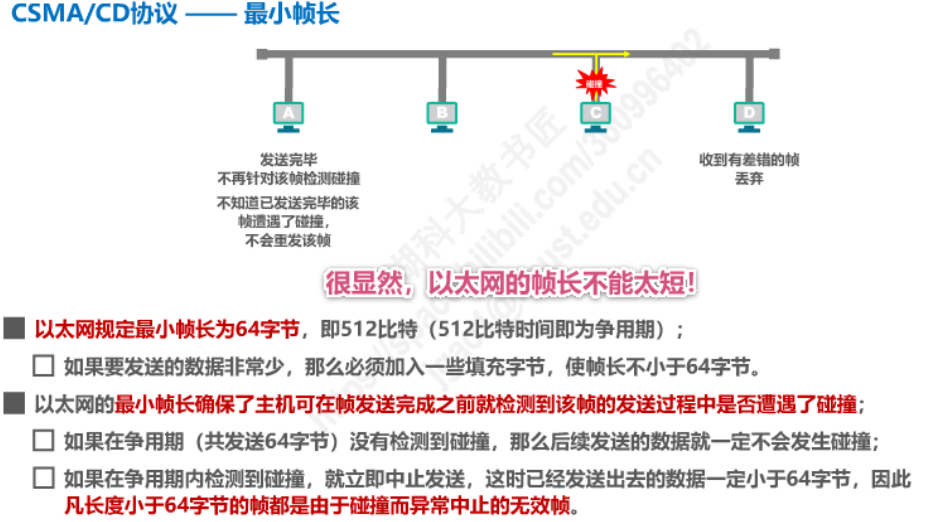 CSMA/CD协议 —— 最小帧长
碰撞
A
B
C
D
发送完毕
不再针对该帧检测碰撞
不知道已发送完毕的该
帧遭遇了碰撞，
不会重发该帧
收到有差错的帧
丢弃
很显然，以太网的帧长不能太短！
以太网规定最小帧长为64字节，即512比特（512比特时间即为争用期）；
如果要发送的数据非常少，那么必须加入一些填充字节，使帧长不小于64字节。
以太网的最小帧长确保了主机可在帧发送完成之前就检测到该帧的发送过程中是否遭遇了碰撞；
如果在争用期（共发送64字节）没有检测到碰撞，那么后续发送的数据就一定不会发生碰撞；
如果在争用期内检测到碰撞，就立即中止发送，这时已经发送出去的数据一定小于64字节，因此
凡长度小于64字节的帧都是由于碰撞而异常中止的无效帧。